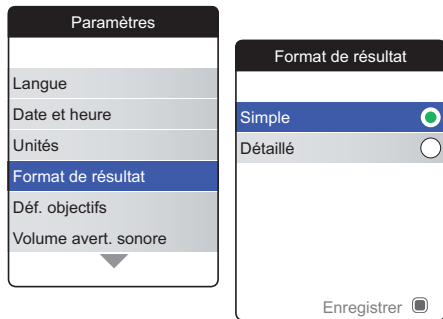 Paramètres
Langue
Date et heure
Unités
Format de résultat
Déf. objectifs
Volume avert. sonore
Format de résultat
Simple
Détaillé
Enregistrer